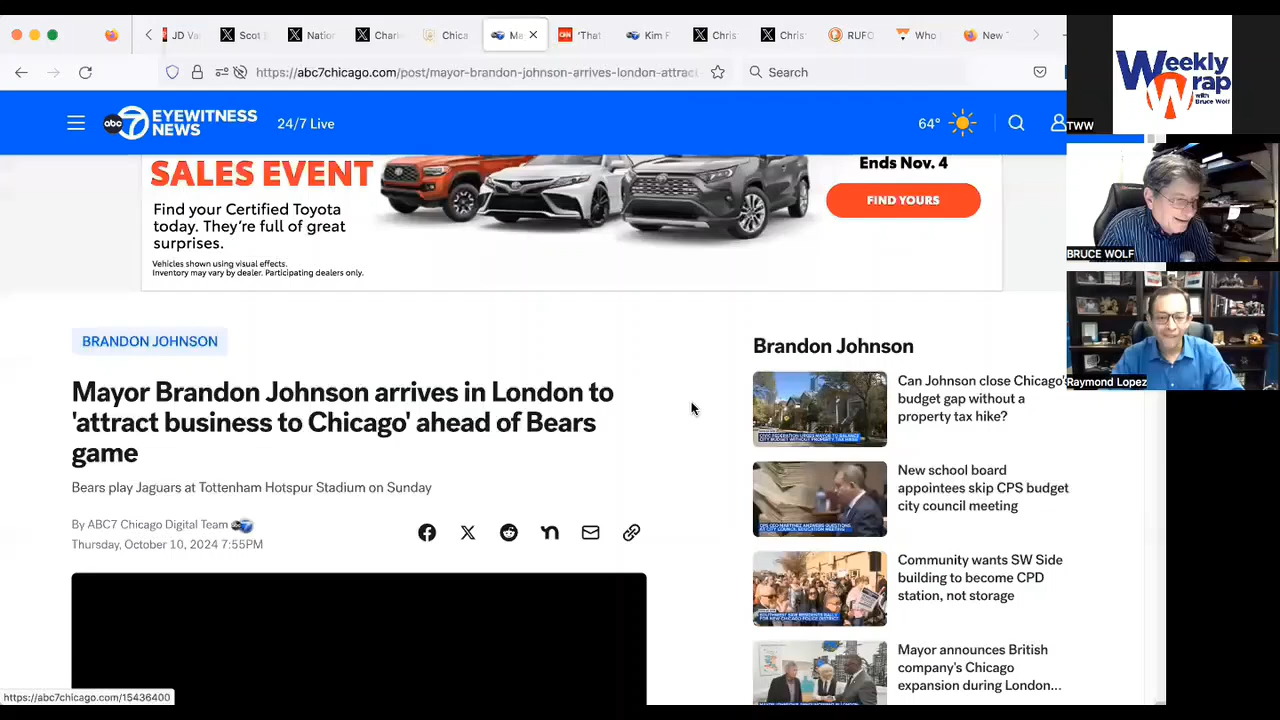 JD Va
Scot
Nation
Charli
Chica
Ma
'That
Kim F
Chris
Chris
RUFO
Who
New
https://abc7chicago.com/post/mayor-brandon-johnson-arrives-london-attrac
Search
abc 7 EYEWITNESS NEWS
24/7 Live
64°
SALES EVENT
Find your Certified Toyota
today. They're full of great
surprises.
Vehicles shown using visual effects.
Inventory may vary by dealer. Participating dealers only.
Ends Nov. 4
FIND YOURS
Weekly
Wrap
with
Bruce Wolf
TWW
BRUCE WOLF
Raymond Lopez
BRANDON JOHNSON
Mayor Brandon Johnson arrives in London to
'attract business to Chicago' ahead of Bears
game
Bears play Jaguars at Tottenham Hotspur Stadium on Sunday
By ABC7 Chicago Digital Team
Thursday, October 10, 2024 7:55PM
Brandon Johnson
Can Johnson close Chicago's
budget gap without a
property tax hike?
New school board
appointees skip CPS budget
city council meeting
Community wants SW Side
building to become CPD
station, not storage
Mayor announces British
company's Chicago
expansion during London...
https://abc7chicago.com/15436400